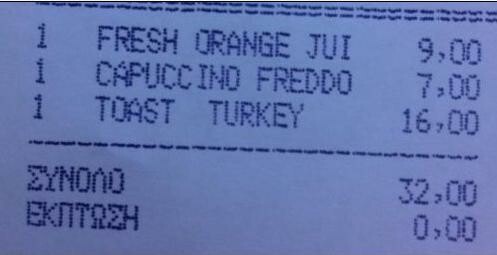 1 FRESH ORANGE JUI 9,00
1 CAPUCCINO FREDDO 7,00
1 TOAST TURKEY 16,00
ΣΥΝΟΛΟ 32,00
ΕΚΠΤΩΣΗ 0,00